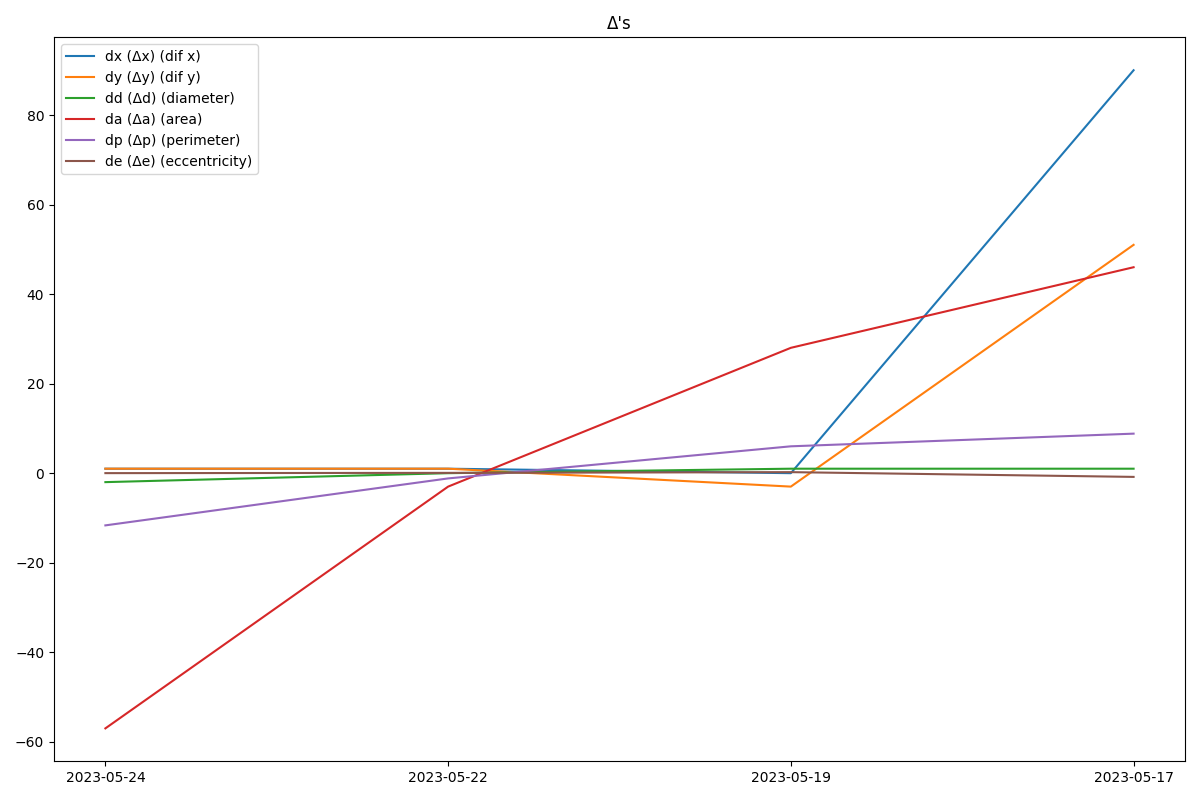 Δ's
dx (Δx) (dif x)
dy (Δy) (dif y)
dd (Δd) (diameter)
da (Δa) (area)
dp (Δp) (perimeter)
de (Δe) (eccentricity)
80
60
40
20
0
−20
−40
−60
2023-05-24 2023-05-22 2023-05-19 2023-05-17